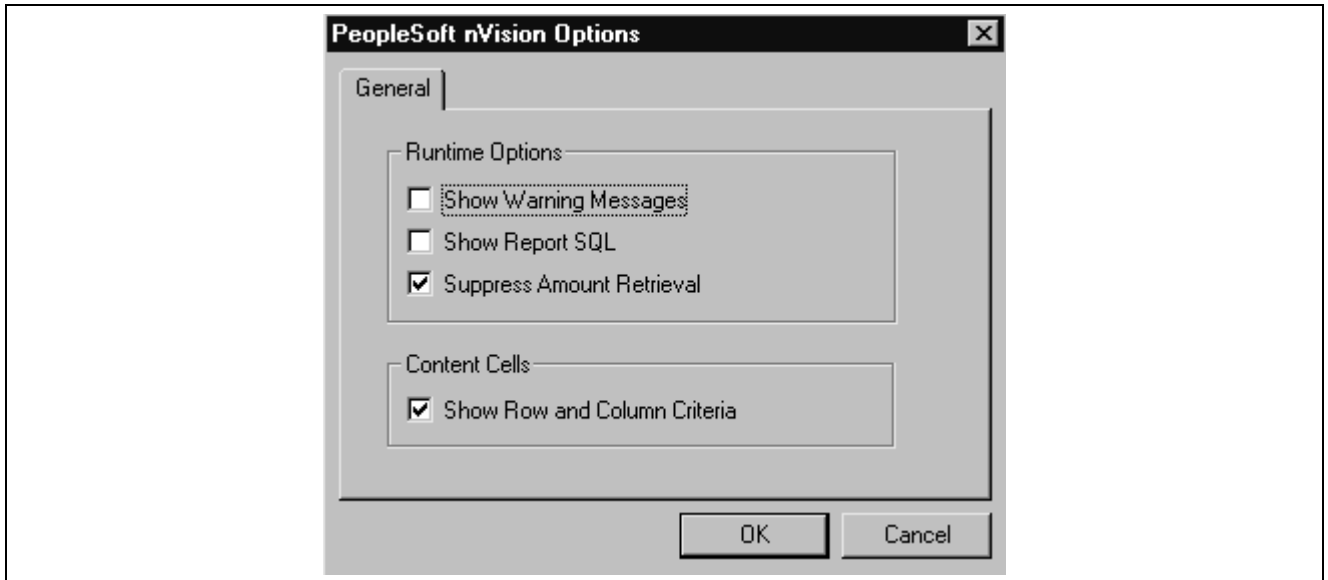 PeopleSoft nVision Options
General
Runtime Options
Show Warning Messages
Show Report SQL
Suppress Amount Retrieval
Content Cells
Show Row and Column Criteria
OK Cancel